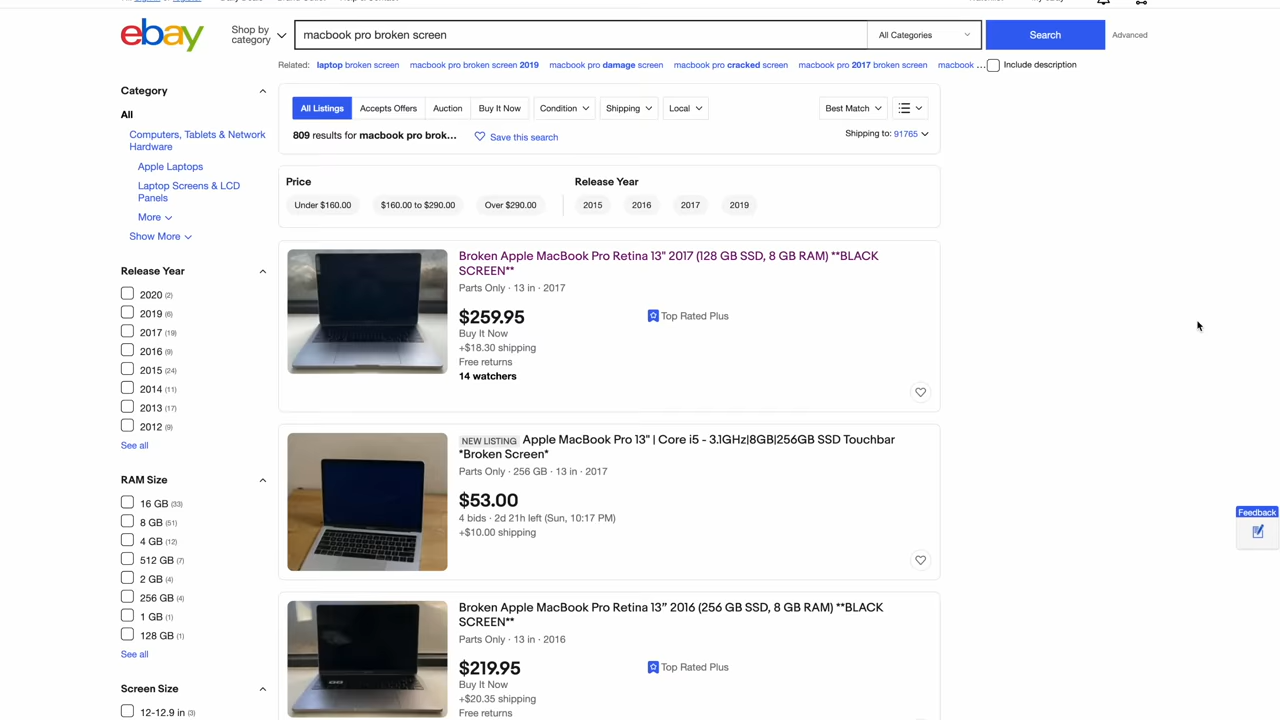 ebay
Shop by
category
macbook pro broken screen
All Categories
Search
Advanced
Related:
laptop broken screen
macbook pro broken screen 2019
macbook pro damage screen
macbook pro cracked screen
macbook pro 2017 broken screen
macbook ...
Include description
Category
All
Computers, Tablets & Network
Hardware
Apple Laptops
Laptop Screens & LCD
Panels
More
Show More
Release Year
2020 (2)
2019 (6)
2017 (19)
2016 (9)
2015 (24)
2014 (11)
2013 (17)
2012 (9)
See all
RAM Size
16 GB (33)
8 GB (51)
4 GB (12)
512 GB (7)
2 GB (4)
256 GB (4)
1 GB (1)
128 GB (1)
See all
Screen Size
12-12.9 in (3)
All Listings
Accepts Offers
Auction
Buy It Now
Condition
Shipping
Local
Best Match
809 results for macbook pro brok...
Save this search
Shipping to: 91765
Price
Under $160.00
$160.00 to $290.00
Over $290.00
Release Year
2015
2016
2017
2019
Broken Apple MacBook Pro Retina 13" 2017 (128 GB SSD, 8 GB RAM) **BLACK
SCREEN**
Parts Only · 13 in · 2017
$259.95
Top Rated Plus
Buy It Now
+$18.30 shipping
Free returns
14 watchers
NEW LISTING Apple MacBook Pro 13" | Core i5 - 3.1GHz|8GB|256GB SSD Touchbar
*Broken Screen*
Parts Only · 256 GB · 13 in · 2017
$53.00
4 bids · 2d 21h left (Sun, 10:17 PM)
+$10.00 shipping
Broken Apple MacBook Pro Retina 13” 2016 (256 GB SSD, 8 GB RAM) **BLACK
SCREEN**
Parts Only · 13 in · 2016
$219.95
Top Rated Plus
Buy It Now
+$20.35 shipping
Free returns
Feedback